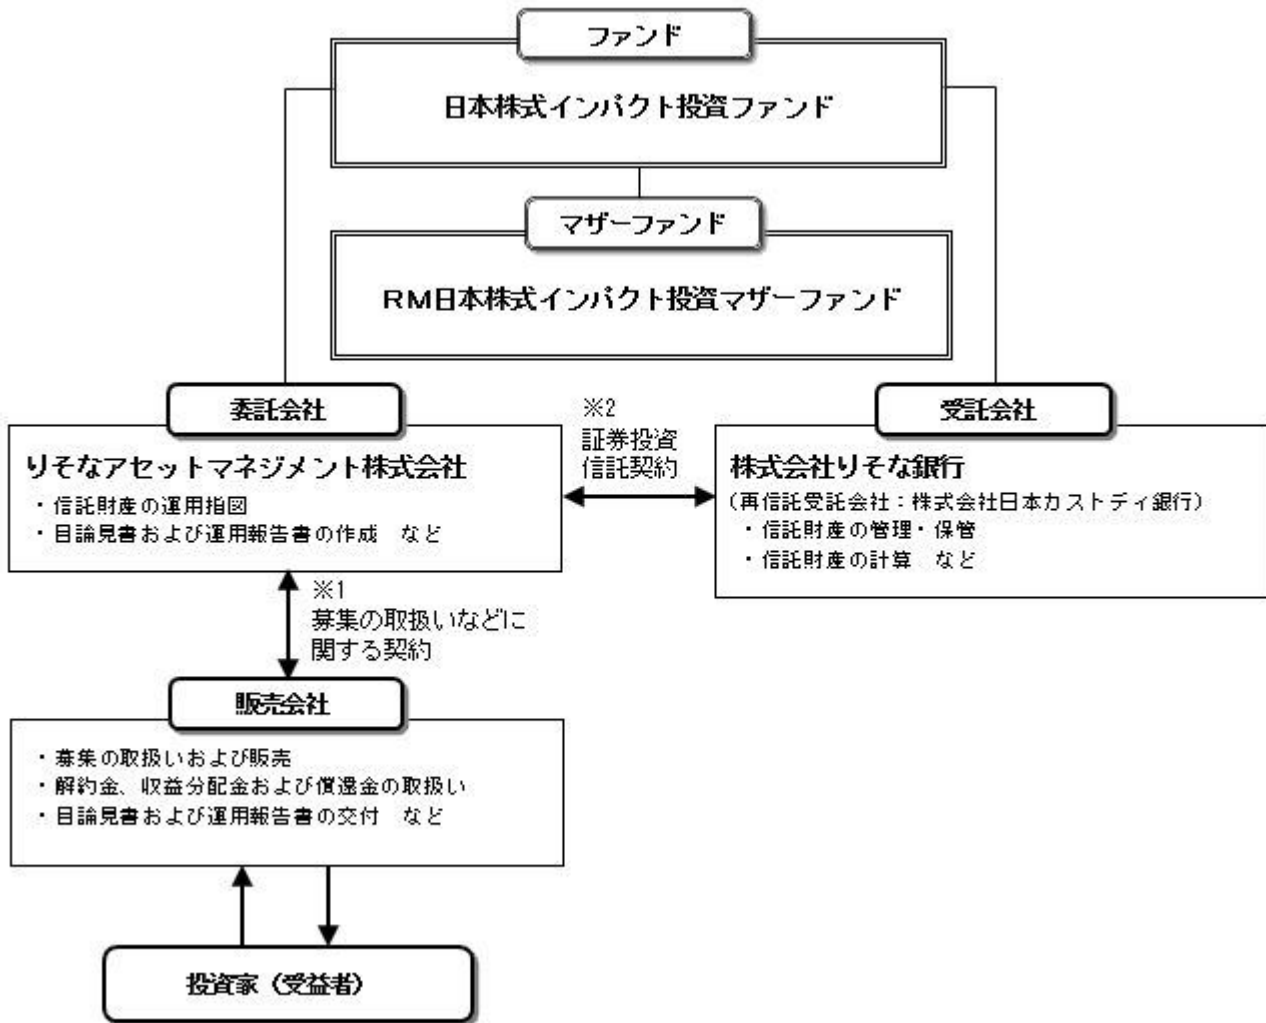 ファンド
日本株式インパクト投資ファンド
マザーファンド
RM日本株式インパクト投資マザーファンド
委託会社
りそなアセットマネジメント株式会社
・信託財産の運用指図
・目論見書および運用報告書の作成 など
※2
証券投資
信託契約
受託会社
株式会社りそな銀行
(再信託受託会社:株式会社日本カストディ銀行)
・信託財産の管理・保管
・信託財産の計算 など
※1
募集の取扱いなどに
関する契約
販売会社
・募集の取扱いおよび販売
・解約金、収益分配金および償還金の取扱い
・目論見書および運用報告書の交付 など
投資家(受益者)